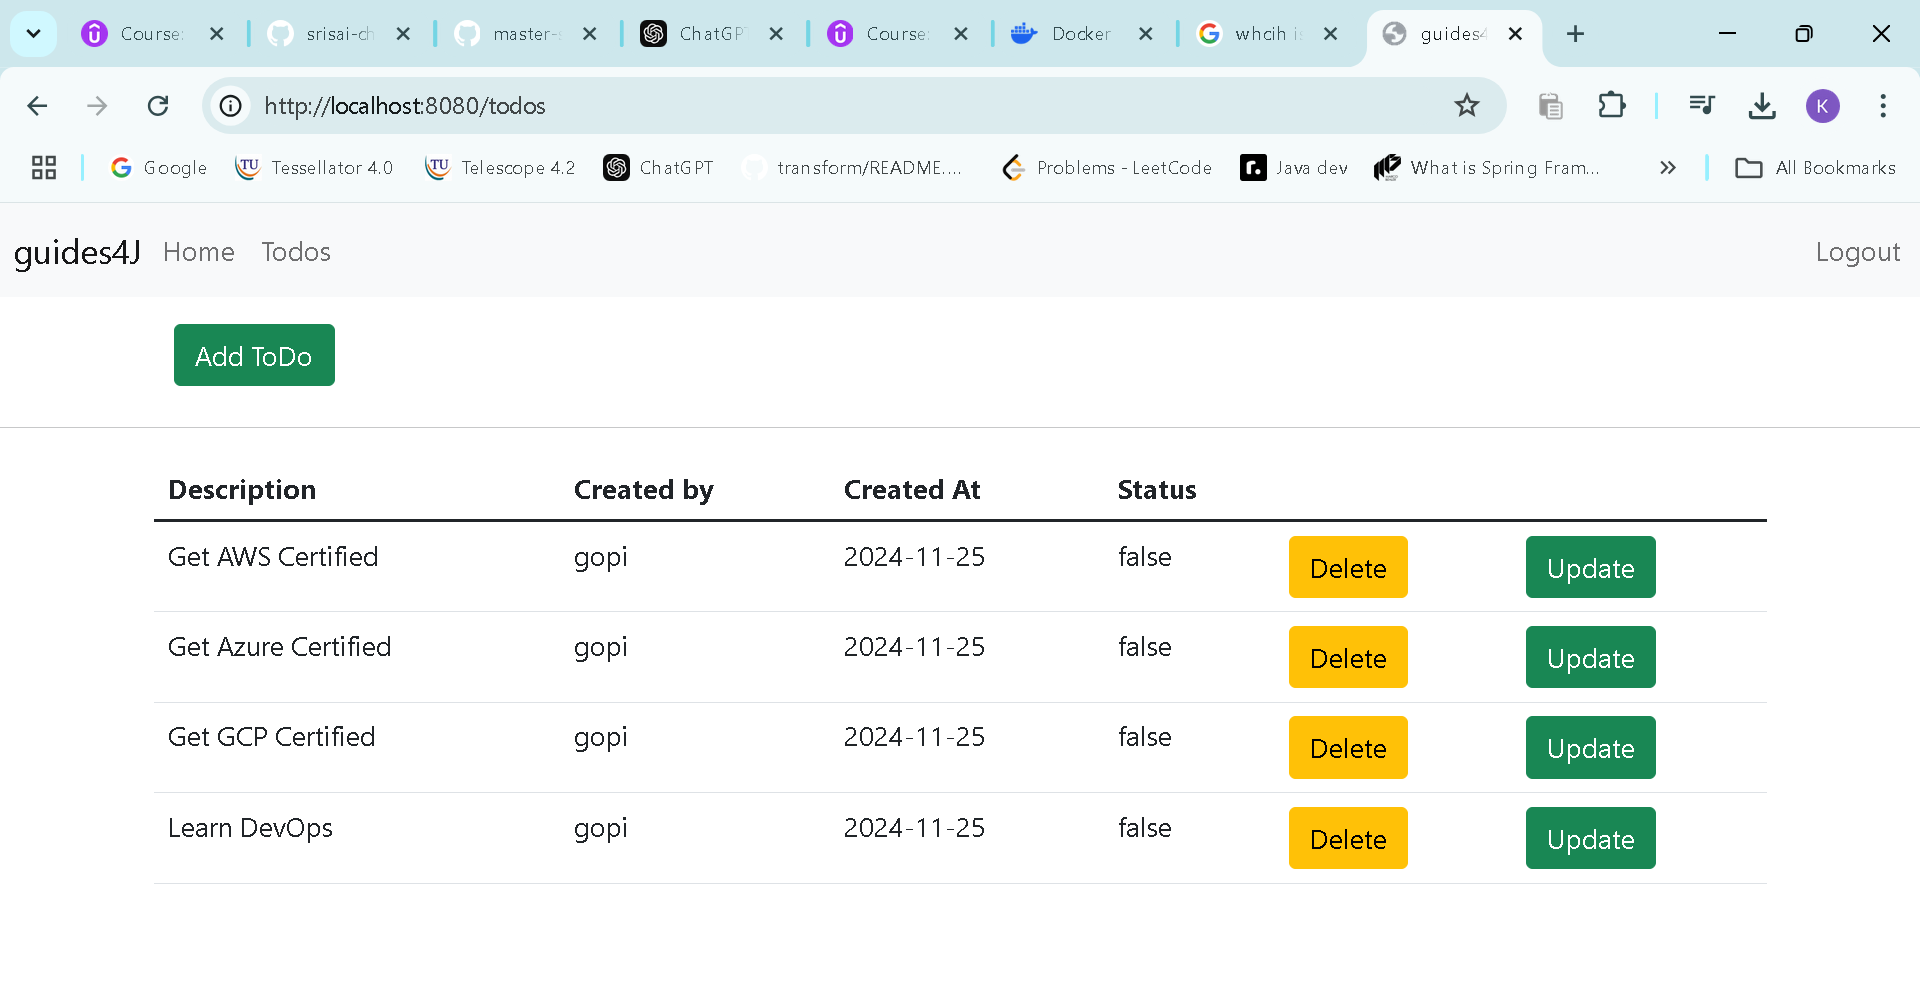 Course: srisai-ch master-s ChatGPT Course: Docker whcih is guides4
http://localhost:8080/todos K
Google Tessellator 4.0 Telescope 4.2 ChatGPT transform/README.... Problems - LeetCode Java dev What is Spring Fram... All Bookmarks
guides4J Home Todos Logout
Add ToDo
Description Created by Created At Status
Get AWS Certified gopi 2024-11-25 false Delete Update
Get Azure Certified gopi 2024-11-25 false Delete Update
Get GCP Certified gopi 2024-11-25 false Delete Update
Learn DevOps gopi 2024-11-25 false Delete Update